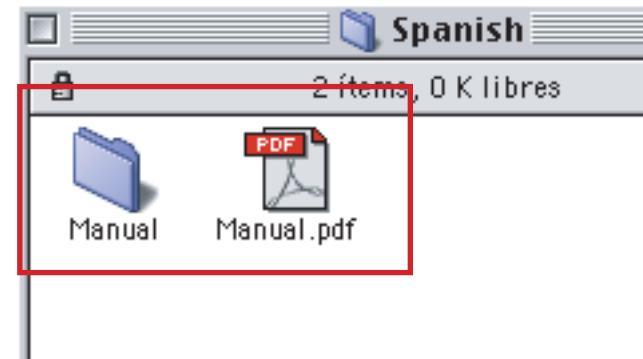 Spanish
2 ítems, 0 K libres
PDF
Manual
Manual.pdf